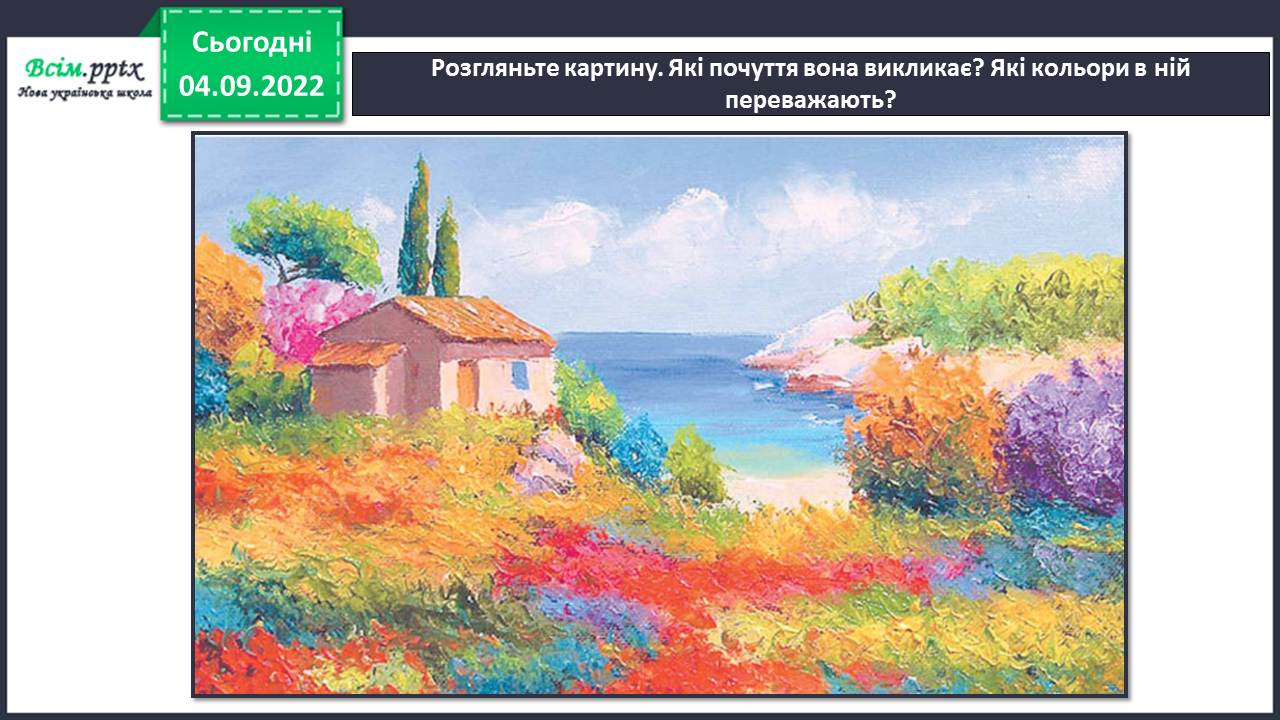 Всім.pptx
Нова українська школа
Сьогодні
04.09.2022
Розгляньте картину. Які почуття вона викликає? Які кольори в ній
переважають?